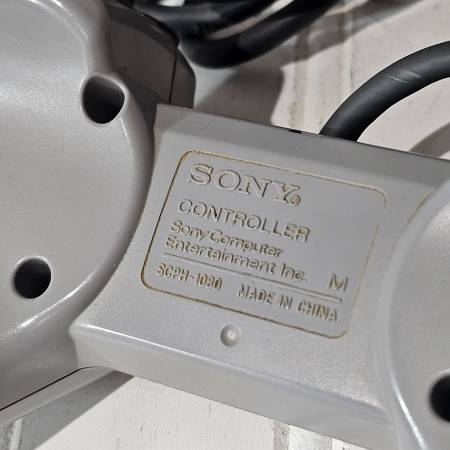 SONY®
CONTROLLER
Sony Computer
Entertainment Inc. M
SCPH-1080 MADE IN CHINA